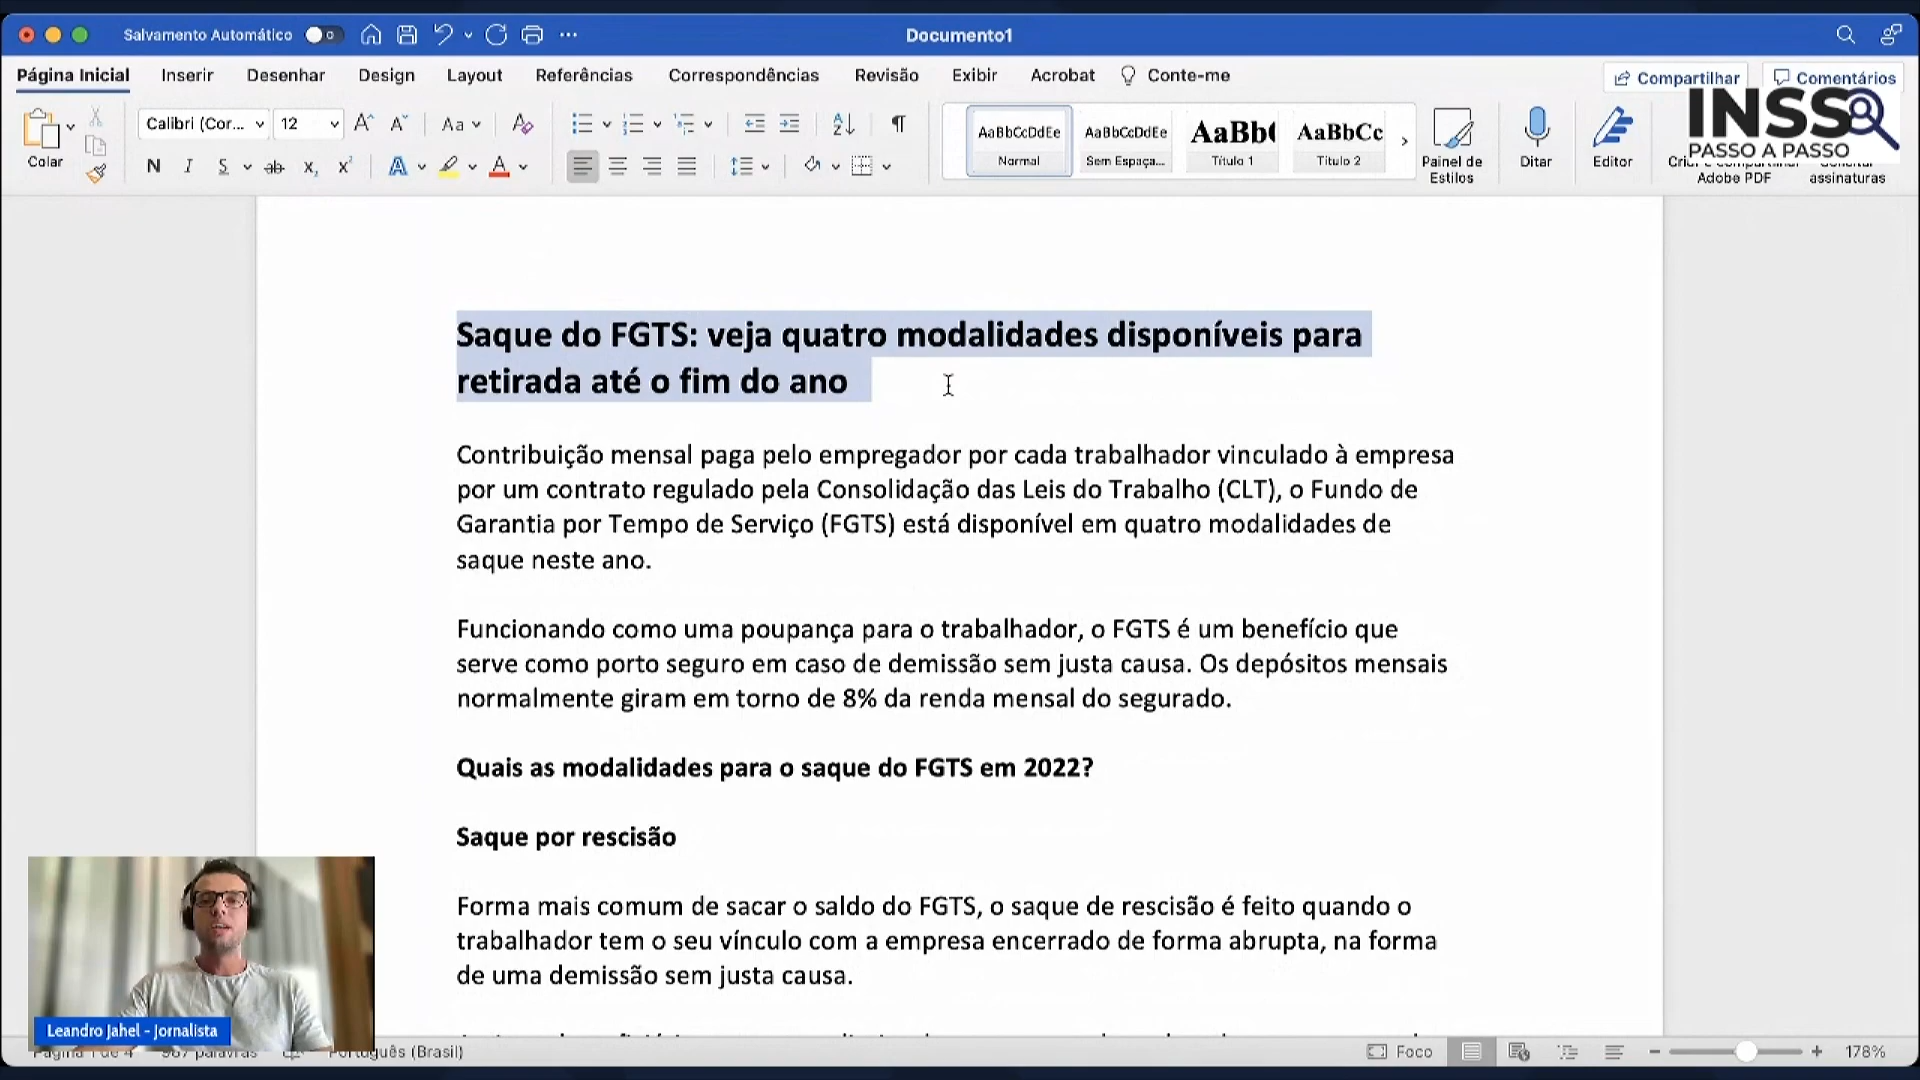 Salvamento Automático
Documento1
Página Inicial Inserir Desenhar Design Layout Referências Correspondências Revisão Exibir Acrobat Conte-me
Compartilhar Comentários
INSS
PASSO A PASSO
Colar
Calibri (Cor... 12
AaBbCcDdEe AaBbCcDdEe AaBb( AaBbCc
Normal Sem Espaça... Título 1 Título 2
Painel de
Estilos
Ditar
Editor
Adobe PDF
assinaturas
Saque do FGTS: veja quatro modalidades disponíveis para
retirada até o fim do ano
Contribuição mensal paga pelo empregador por cada trabalhador vinculado à empresa
por um contrato regulado pela Consolidação das Leis do Trabalho (CLT), o Fundo de
Garantia por Tempo de Serviço (FGTS) está disponível em quatro modalidades de
saque neste ano.
Funcionando como uma poupança para o trabalhador, o FGTS é um benefício que
serve como porto seguro em caso de demissão sem justa causa. Os depósitos mensais
normalmente giram em torno de 8% da renda mensal do segurado.
Quais as modalidades para o saque do FGTS em 2022?
Saque por rescisão
Forma mais comum de sacar o saldo do FGTS, o saque de rescisão é feito quando o
trabalhador tem o seu vínculo com a empresa encerrado de forma abrupta, na forma
de uma demissão sem justa causa.
Leandro Jahel - Jornalista
Página 1 de 4 967 palavras Português (Brasil)
Foco
178%